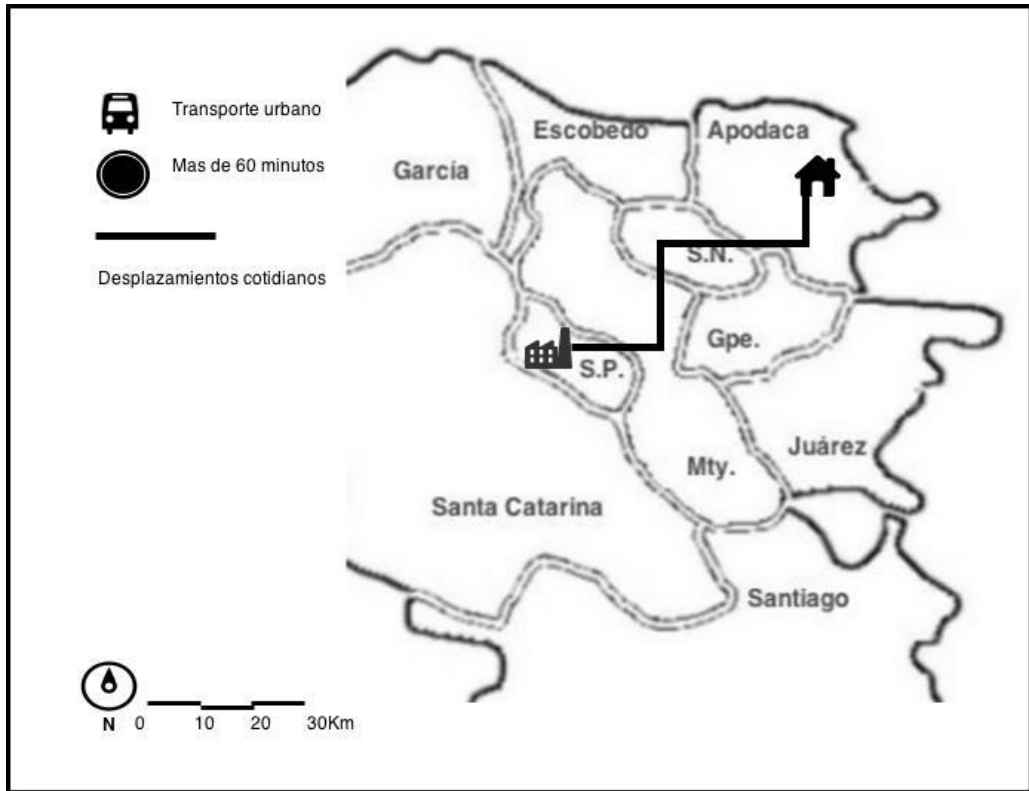 Transporte urbano
Mas de 60 minutos
Desplazamientos cotidianos
Escobedo
Apodaca
García
S.N.
Gpe.
S.P.
Juárez
Mty.
Santa Catarina
Santiago
N 0 10 20 30Km